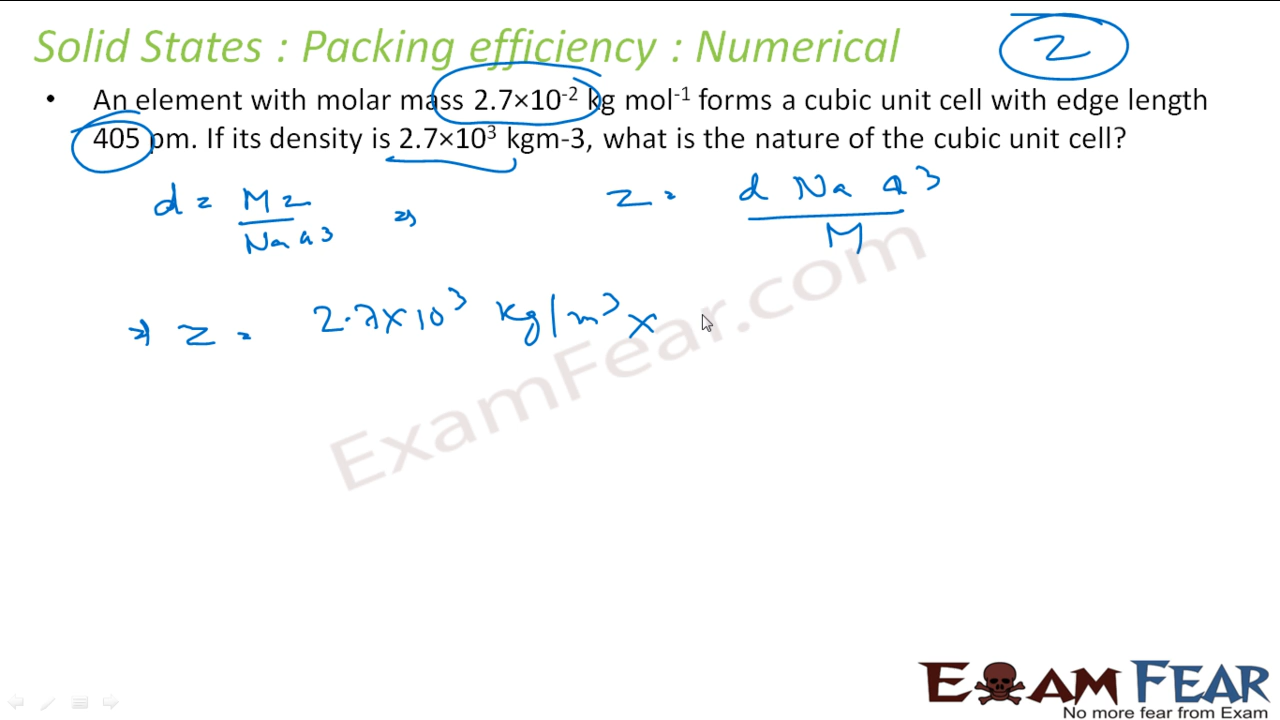 Solid States : Packing efficiency : Numerical
Z
• An element with molar mass 2.7×10⁻² kg mol⁻¹ forms a cubic unit cell with edge length
405 pm. If its density is 2.7×10³ kgm-3, what is the nature of the cubic unit cell?
d = Mz / Na a3 ⇒ Z = d Na a3 / M
⇒ Z = 2.7×10³ kg/m³ ×
ExamFear.com
EXAM FEAR
No more fear from Exam